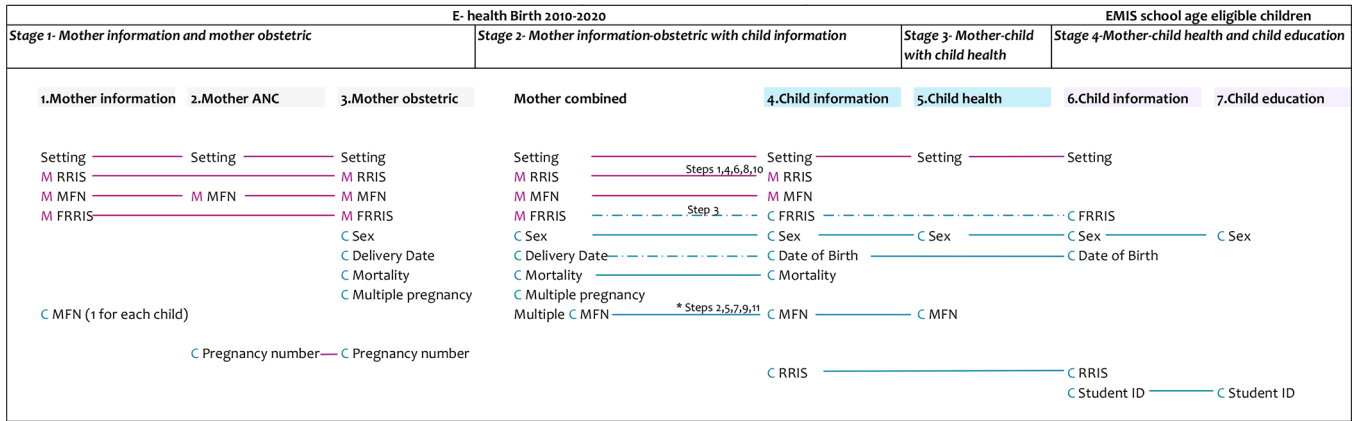 E- health Birth 2010-2020 EMIS school age eligible children
Stage 1- Mother information and mother obstetric Stage 2- Mother information-obstetric with child information Stage 3- Mother-child Stage 4-Mother-child health and child education
with child health
1.Mother information 2.Mother ANC 3.Mother obstetric Mother combined 4.Child information 5.Child health 6.Child information 7.Child education
Setting Setting Setting Setting Setting Setting Setting
Steps 1,4,6,8,10
M RRIS M RRIS M RRIS M RRIS
M MFN M MFN M MFN M MFN M MFN
Step 3
M FRRIS M FRRIS M FRRIS C FRRIS C FRRIS
C Sex C Sex C Sex C Sex C Sex C Sex
C Delivery Date C Delivery Date C Date of Birth C Date of Birth
C Mortality C Mortality C Mortality
C Multiple pregnancy C Multiple pregnancy
* Steps 2,5,7,9,11
C MFN (1 for each child) Multiple C MFN C MFN C MFN
C Pregnancy number C Pregnancy number
C RRIS C RRIS
C Student ID C Student ID